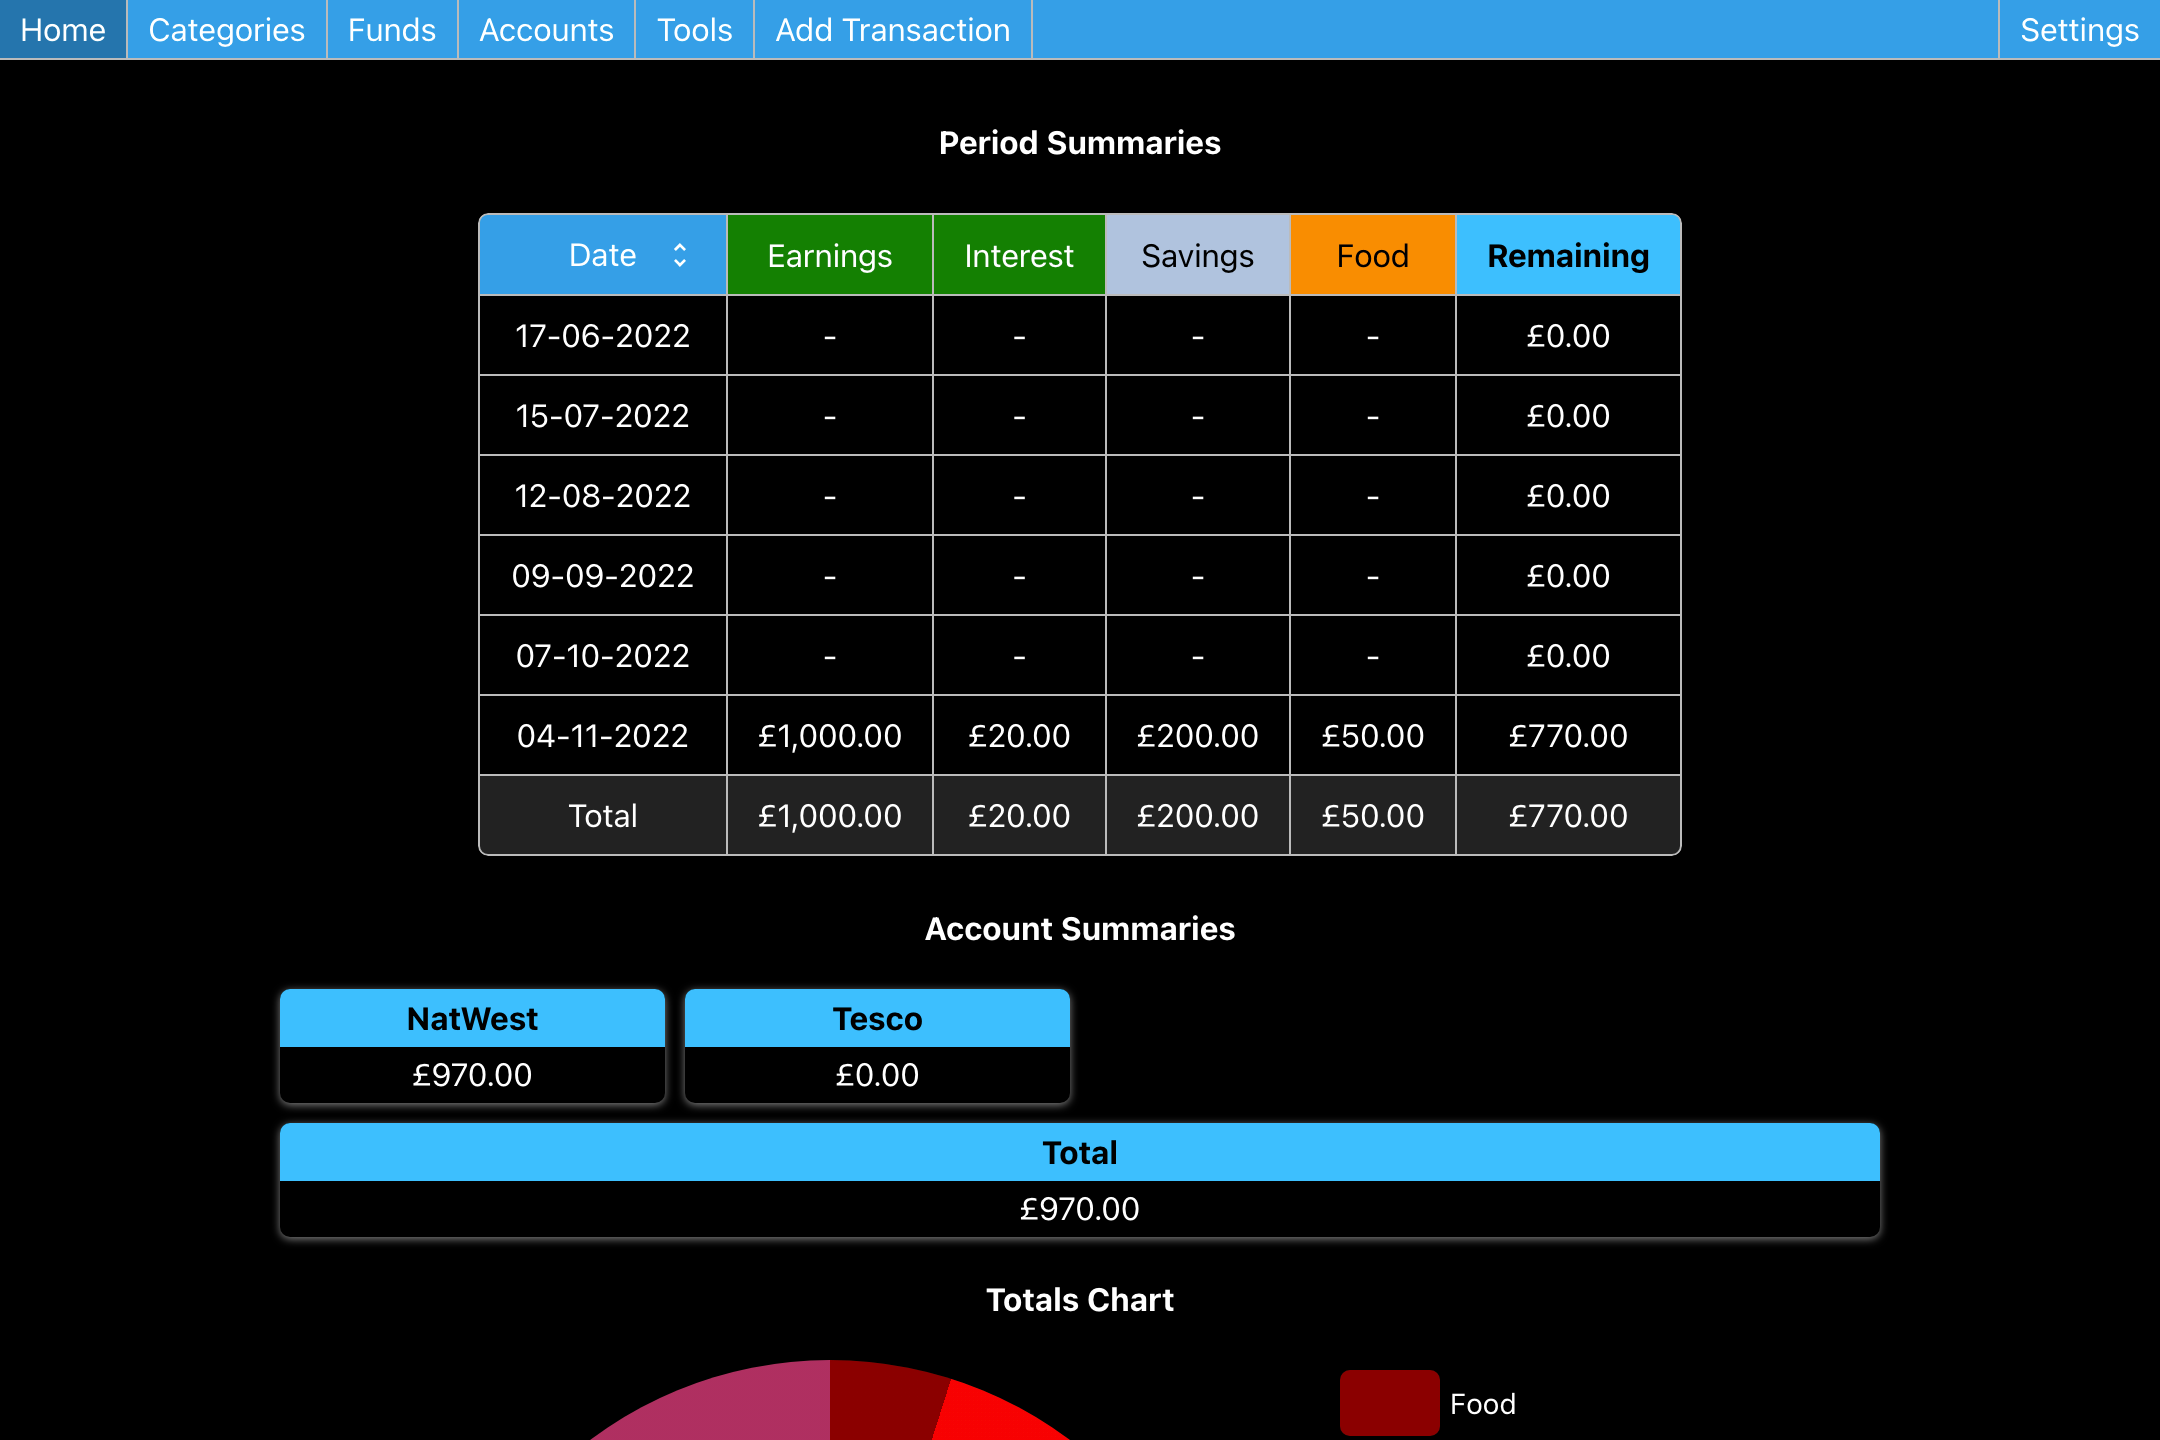 Home Categories Funds Accounts Tools Add Transaction Settings
Period Summaries
Date Earnings Interest Savings Food Remaining
17-06-2022 - - - - £0.00
15-07-2022 - - - - £0.00
12-08-2022 - - - - £0.00
09-09-2022 - - - - £0.00
07-10-2022 - - - - £0.00
04-11-2022 £1,000.00 £20.00 £200.00 £50.00 £770.00
Total £1,000.00 £20.00 £200.00 £50.00 £770.00
Account Summaries
NatWest Tesco
£970.00 £0.00
Total
£970.00
Totals Chart
Food